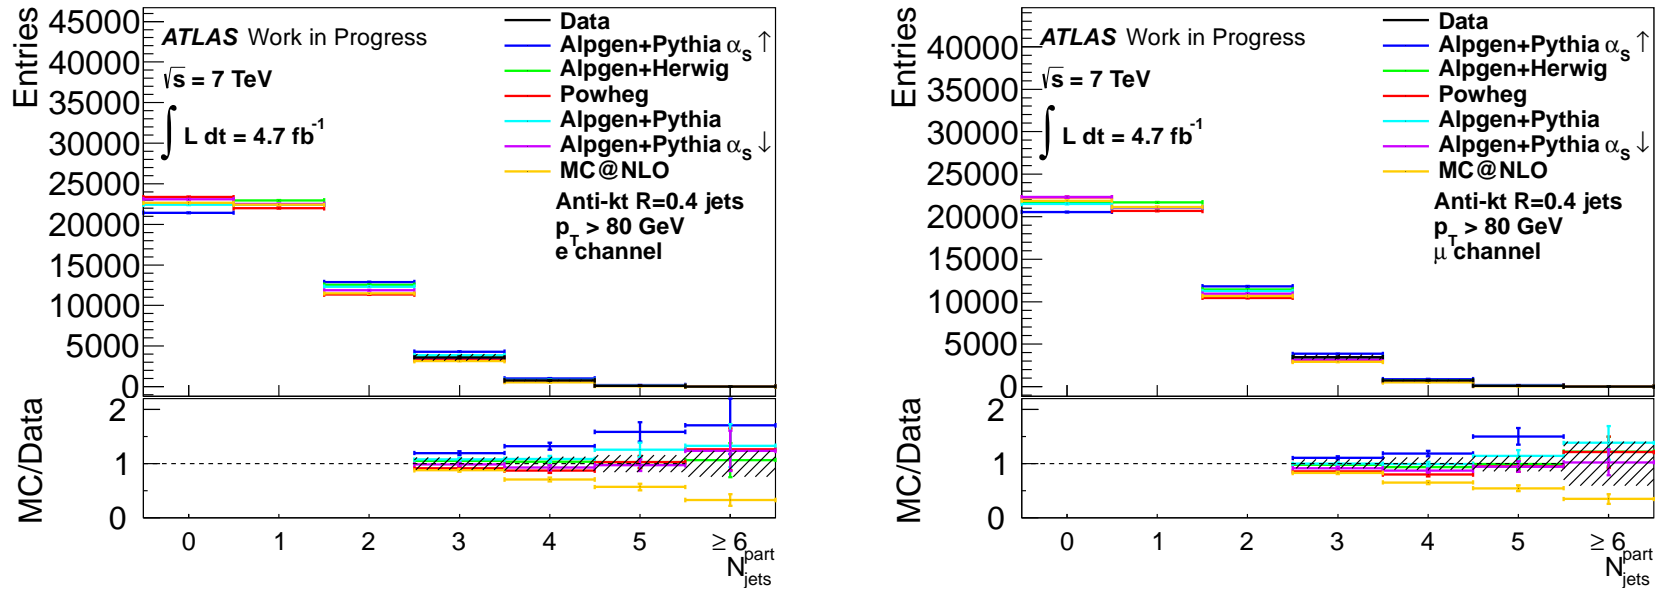 Entries
45000
40000
35000
30000
25000
20000
15000
10000
5000
0
ATLAS Work in Progress
√s = 7 TeV
∫ L dt = 4.7 fb⁻¹
Data
Alpgen+Pythia αS ↑
Alpgen+Herwig
Powheg
Alpgen+Pythia
Alpgen+Pythia αS ↓
MC@NLO
Anti-kt R=0.4 jets
pT > 80 GeV
e channel
MC/Data
2
1
0
0 1 2 3 4 5 ≥ 6
N part jets
Entries
40000
35000
30000
25000
20000
15000
10000
5000
0
ATLAS Work in Progress
√s = 7 TeV
∫ L dt = 4.7 fb⁻¹
Data
Alpgen+Pythia αS ↑
Alpgen+Herwig
Powheg
Alpgen+Pythia
Alpgen+Pythia αS ↓
MC@NLO
Anti-kt R=0.4 jets
pT > 80 GeV
μ channel
MC/Data
2
1
0
0 1 2 3 4 5 ≥ 6
N part jets